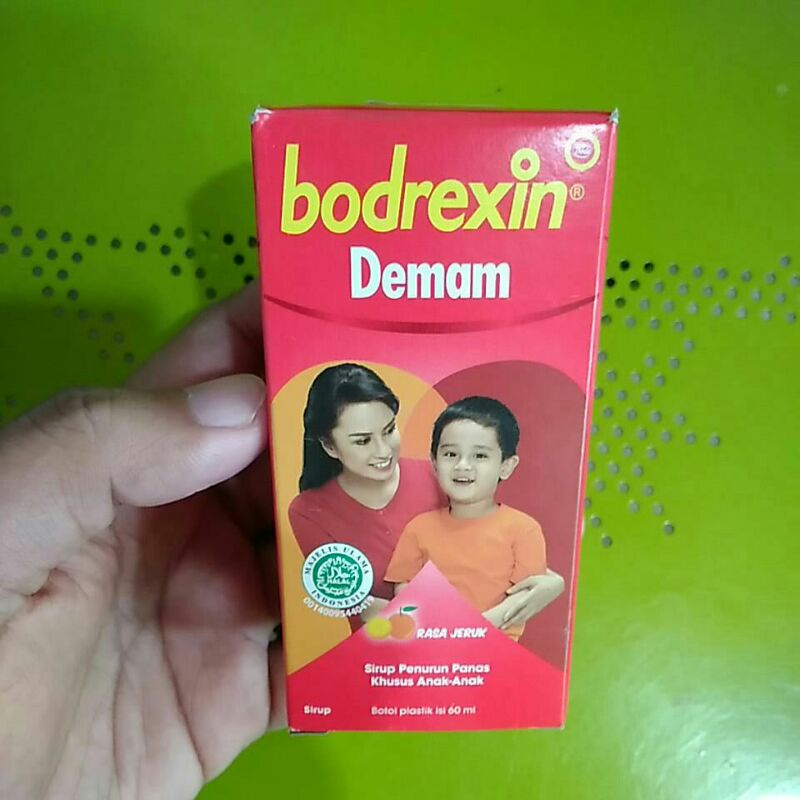 bodrexin®
Demam
MAJELIS ULAMA
HALAL
INDONESIA
RASA JERUK
Sirup Penurun Panas
Khusus Anak-Anak
Sirup
Botol plastik isi 60 ml